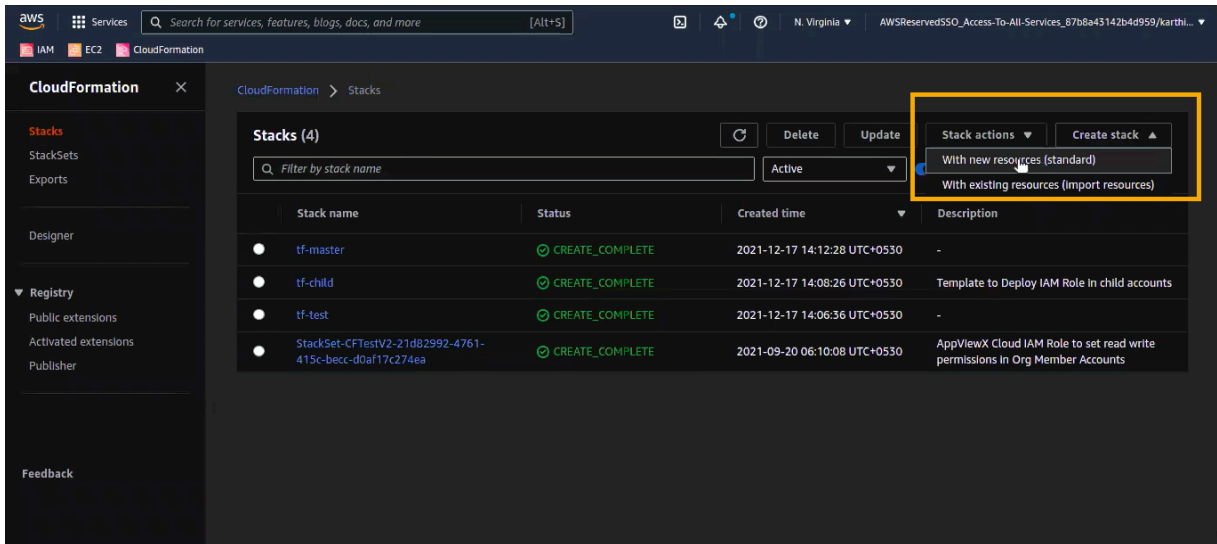 aws
Services
Search for services, features, blogs, docs, and more
[Alt+S]
N. Virginia ▼
AWSReservedSSO_Access-To-All-Services_87b8a43142b4d959/karthi... ▼
IAM
EC2
CloudFormation
CloudFormation
Stacks
StackSets
Exports
Designer
Registry
Public extensions
Activated extensions
Publisher
Feedback
CloudFormation > Stacks
Stacks (4)
Delete
Update
Stack actions ▼
Create stack ▲
With new resources (standard)
With existing resources (import resources)
Filter by stack name
Active
Stack name
Status
Created time
Description
tf-master
CREATE_COMPLETE
2021-12-17 14:12:28 UTC+0530
-
tf-child
CREATE_COMPLETE
2021-12-17 14:08:26 UTC+0530
Template to Deploy IAM Role in child accounts
tf-test
CREATE_COMPLETE
2021-12-17 14:06:36 UTC+0530
-
StackSet-CFTestV2-21d82992-4761-
415c-becc-d0af17c274ea
CREATE_COMPLETE
2021-09-20 06:10:08 UTC+0530
AppViewX Cloud IAM Role to set read write
permissions in Org Member Accounts